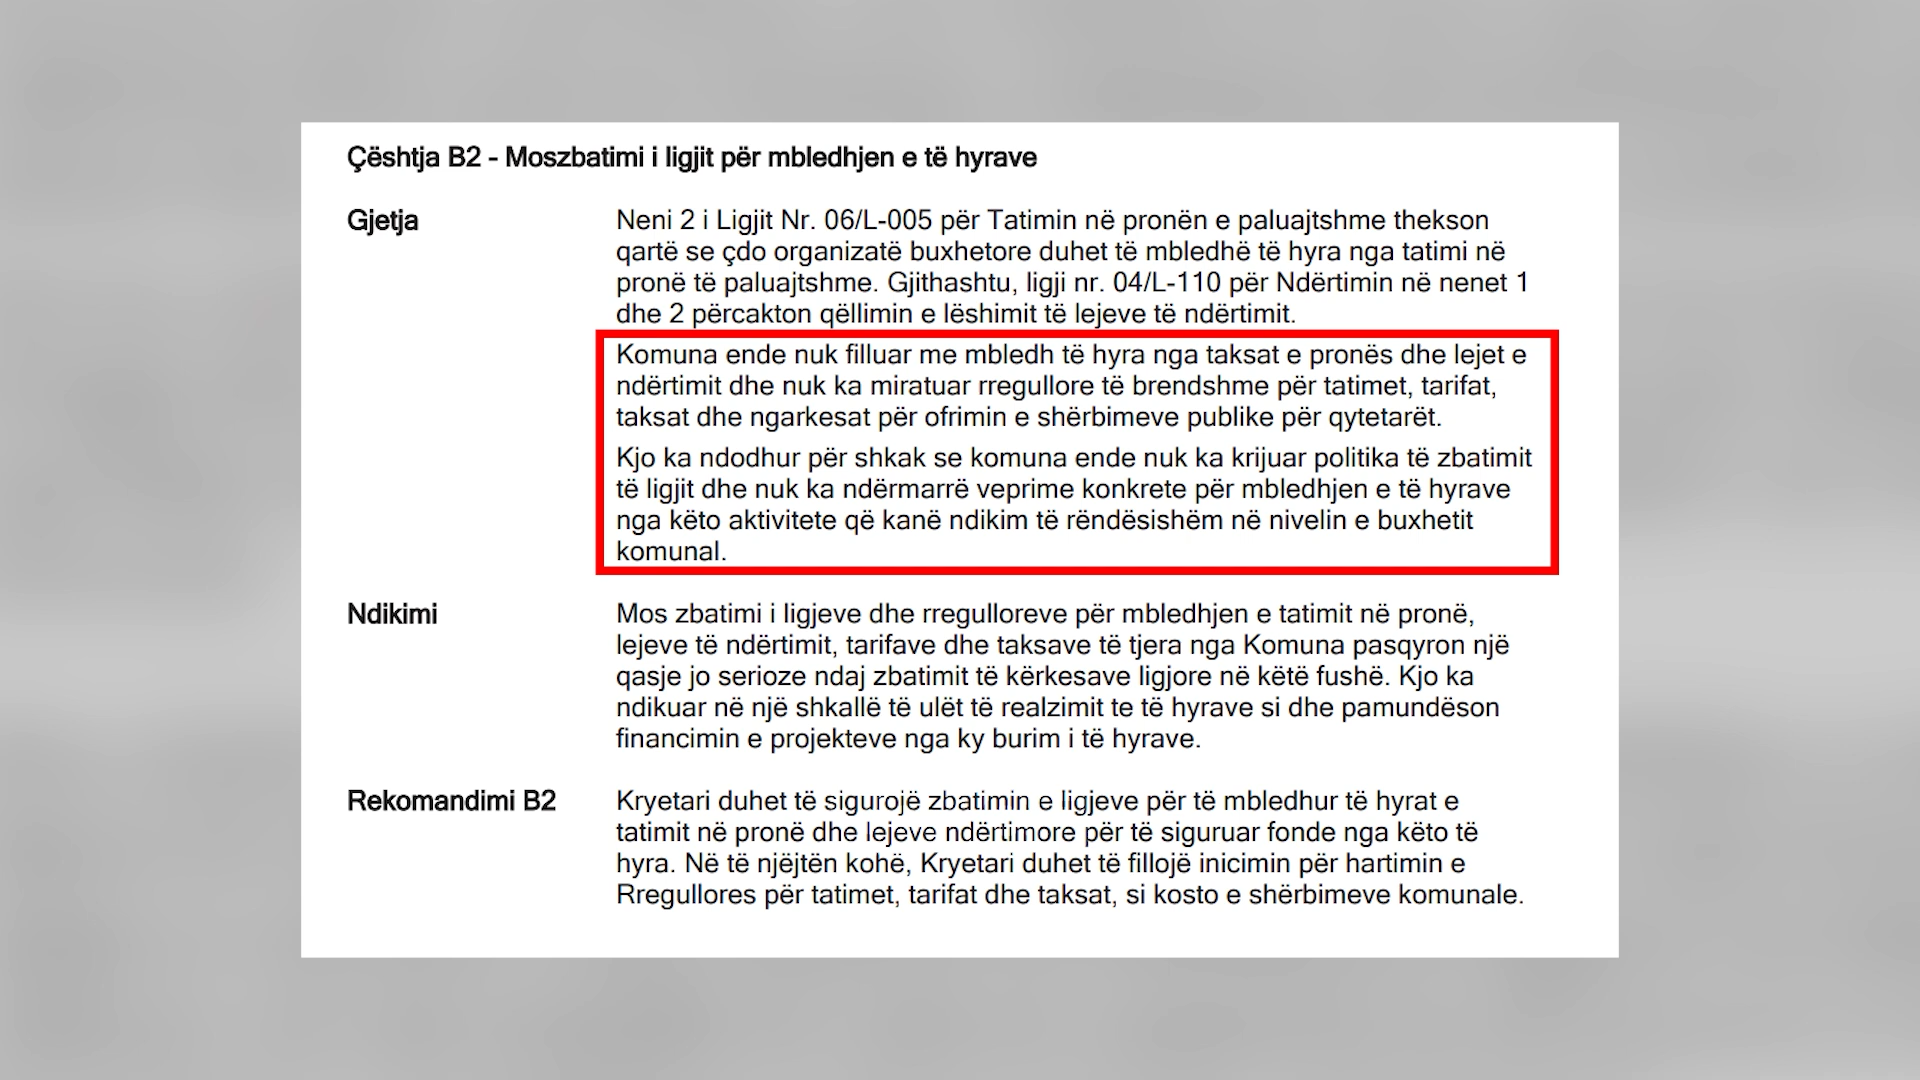 Çështja B2 - Moszbatimi i ligjit për mbledhjen e të hyrave
Gjetja
Neni 2 i Ligjit Nr. 06/L-005 për Tatimin në pronën e paluajtshme thekson
qartë se çdo organizatë buxhetore duhet të mbledhë të hyra nga tatimi në
pronë të paluajtshme. Gjithashtu, ligji nr. 04/L-110 për Ndërtimin në nenet 1
dhe 2 përcakton qëllimin e lëshimit të lejeve të ndërtimit.
Komuna ende nuk filluar me mbledh të hyra nga taksat e pronës dhe lejet e
ndërtimit dhe nuk ka miratuar rregullore të brendshme për tatimet, tarifat,
taksat dhe ngarkesat për ofrimin e shërbimeve publike për qytetarët.
Kjo ka ndodhur për shkak se komuna ende nuk ka krijuar politika të zbatimit
të ligjit dhe nuk ka ndërmarrë veprime konkrete për mbledhjen e të hyrave
nga këto aktivitete që kanë ndikim të rëndësishëm në nivelin e buxhetit
komunal.
Ndikimi
Mos zbatimi i ligjeve dhe rregulloreve për mbledhjen e tatimit në pronë,
lejeve të ndërtimit, tarifave dhe taksave të tjera nga Komuna pasqyron një
qasje jo serioze ndaj zbatimit të kërkesave ligjore në këtë fushë. Kjo ka
ndikuar në një shkallë të ulët të realzimit te të hyrave si dhe pamundëson
financimin e projekteve nga ky burim i të hyrave.
Rekomandimi B2
Kryetari duhet të sigurojë zbatimin e ligjeve për të mbledhur të hyrat e
tatimit në pronë dhe lejeve ndërtimore për të siguruar fonde nga këto të
hyra. Në të njëjtën kohë, Kryetari duhet të fillojë inicimin për hartimin e
Rregullores për tatimet, tarifat dhe taksat, si kosto e shërbimeve komunale.